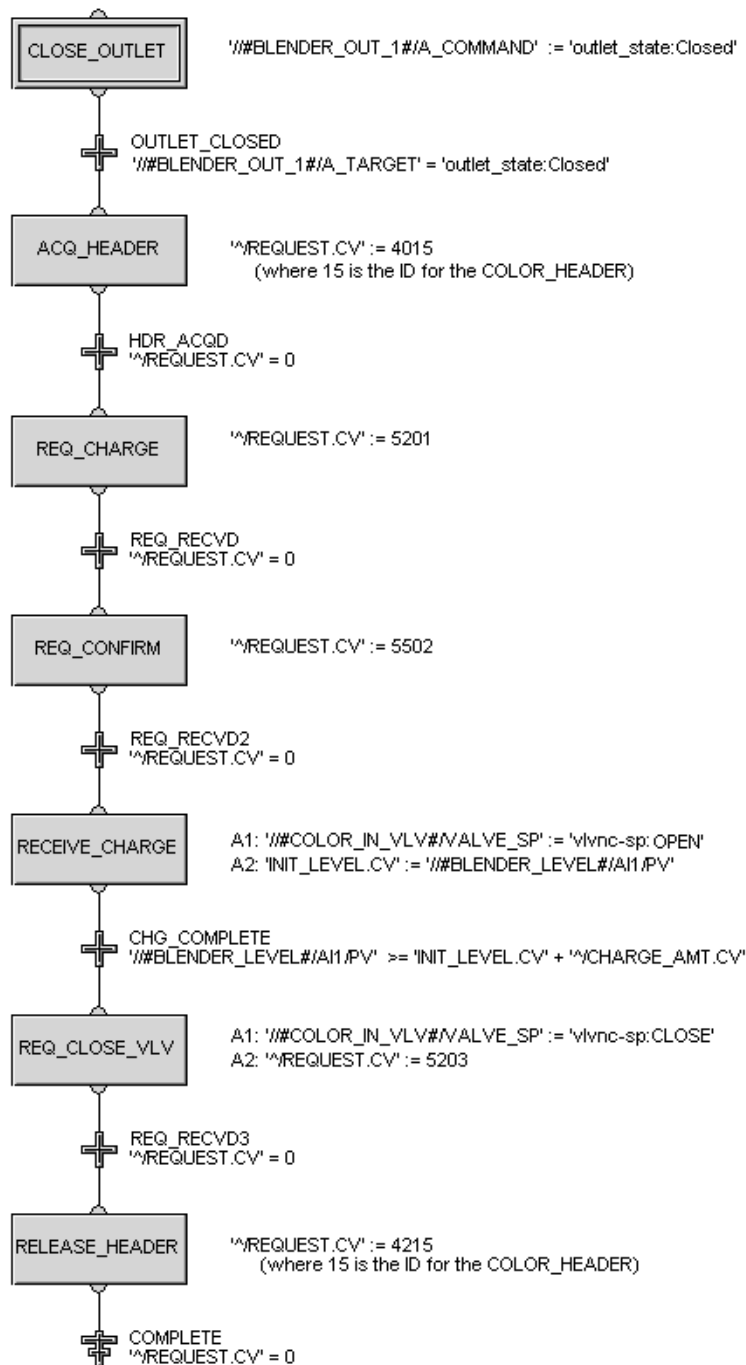 CLOSE_OUTLET
'//#BLENDER_OUT_1#/A_COMMAND' := 'outlet_state:Closed'
OUTLET_CLOSED
'//#BLENDER_OUT_1#/A_TARGET' = 'outlet_state:Closed'
ACQ_HEADER
'^/REQUEST.CV' := 4015
(where 15 is the ID for the COLOR_HEADER)
HDR_ACQD
'^/REQUEST.CV' = 0
REQ_CHARGE
'^/REQUEST.CV' := 5201
REQ_RECVD
'^/REQUEST.CV' = 0
REQ_CONFIRM
'^/REQUEST.CV' := 5502
REQ_RECVD2
'^/REQUEST.CV' = 0
RECEIVE_CHARGE
A1: '//#COLOR_IN_VLV#/VALVE_SP' := 'vlvnc-sp:OPEN'
A2: 'INIT_LEVEL.CV' := '//#BLENDER_LEVEL#/AI1/PV'
CHG_COMPLETE
'//#BLENDER_LEVEL#/AI1/PV' >= 'INIT_LEVEL.CV' + '^/CHARGE_AMT.CV'
REQ_CLOSE_VLV
A1: '//#COLOR_IN_VLV#/VALVE_SP' := 'vlvnc-sp:CLOSE'
A2: '^/REQUEST.CV' := 5203
REQ_RECVD3
'^/REQUEST.CV' = 0
RELEASE_HEADER
'^/REQUEST.CV' := 4215
(where 15 is the ID for the COLOR_HEADER)
COMPLETE
'^/REQUEST.CV' = 0